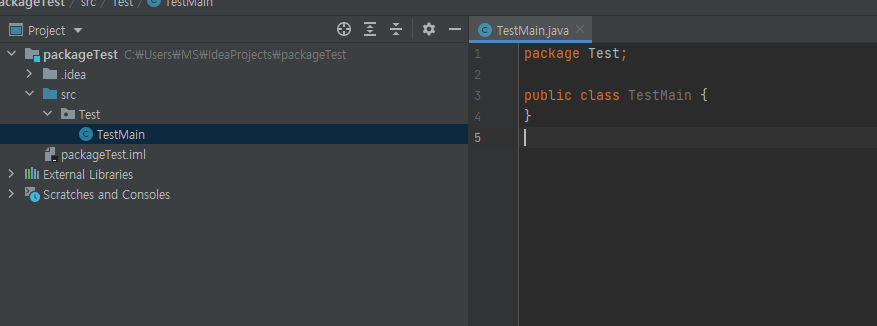 ackageTest / src / Test / TestMain
Project
packageTest C:₩Users₩MS₩IdeaProjects₩packageTest
.idea
src
Test
TestMain
packageTest.iml
External Libraries
Scratches and Consoles
TestMain.java
1 package Test;
2
3 public class TestMain {
4 }
5